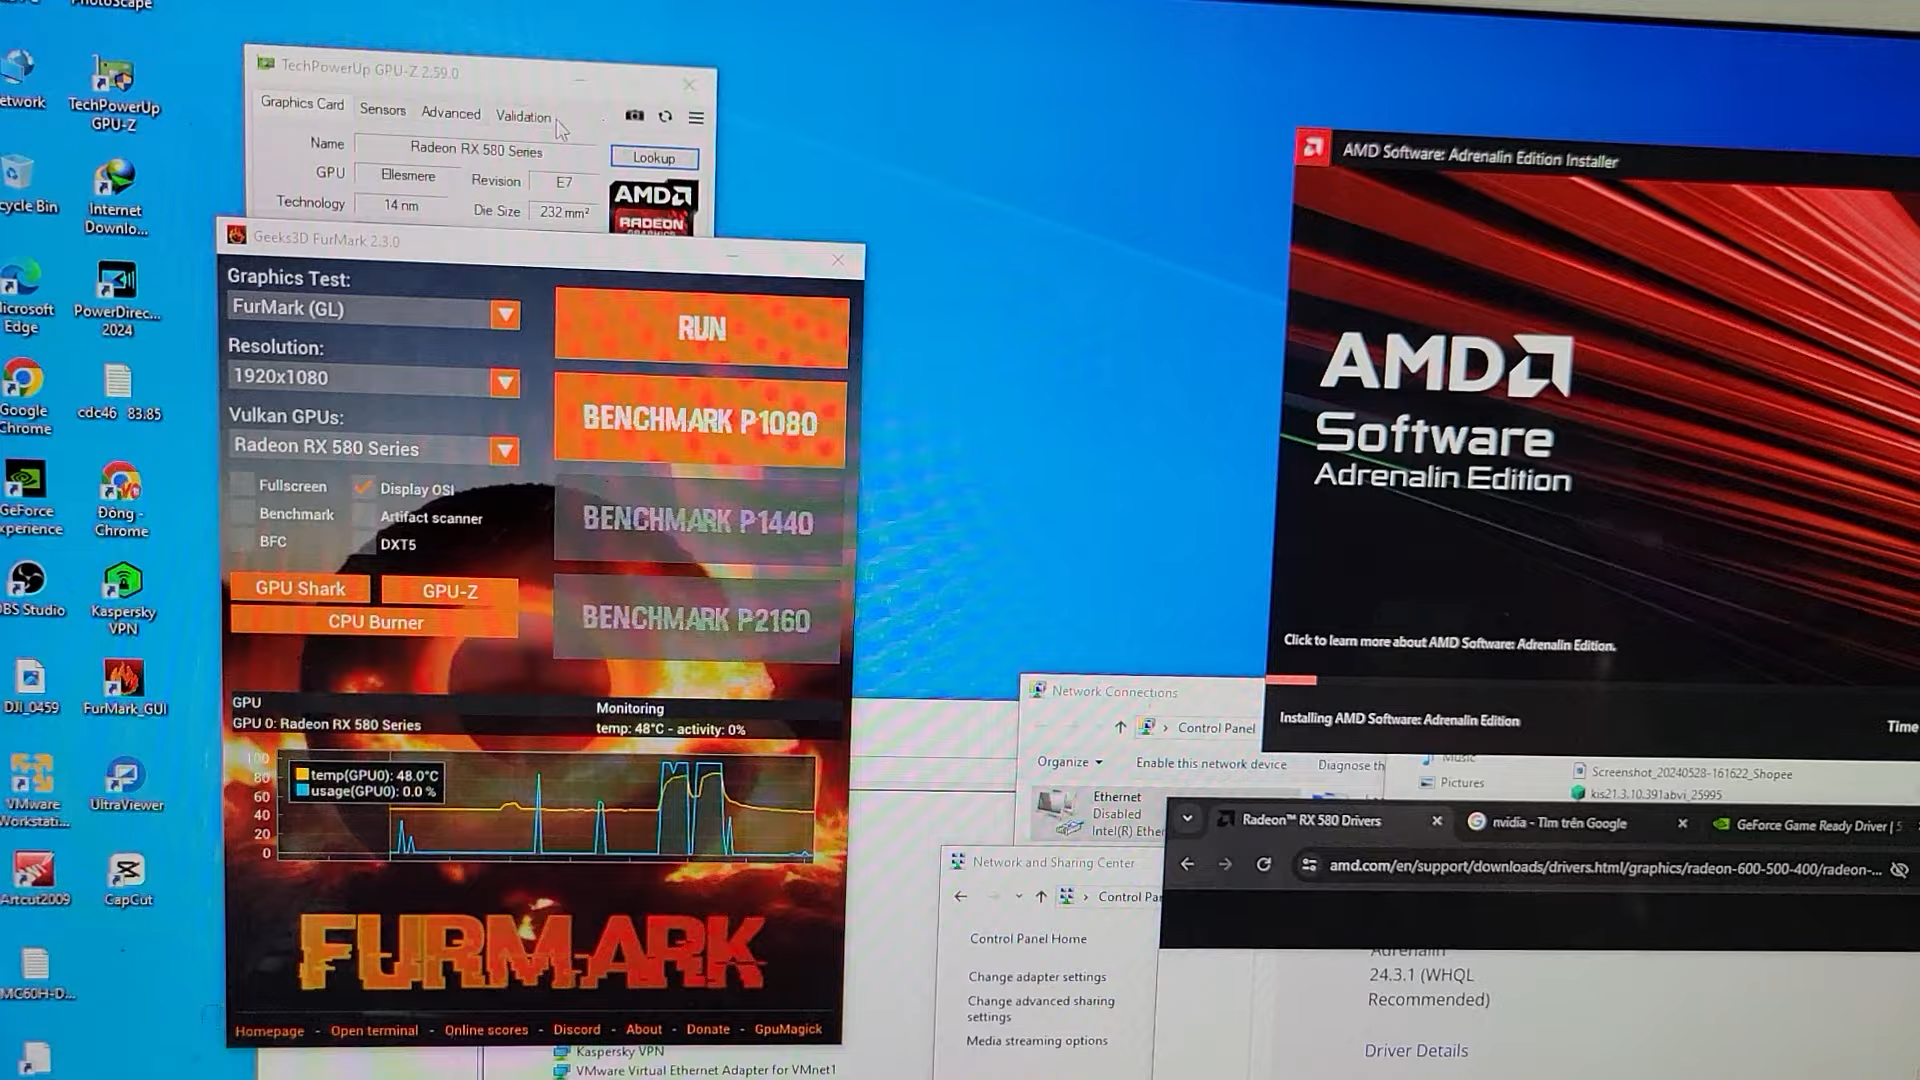 PhotoScape
etwork
TechPowerUp
GPU-Z
cycle Bin
Internet
Downlo...
icrosoft
Edge
PowerDirec...
2024
Google
Chrome
cdc46 83.85
GeForce
xperience
Đông -
Chrome
OBS Studio
Kaspersky
VPN
DJI_0459
FurMark_GUI
VMware
Workstati...
UltraViewer
Artcut2009
CapCut
MC60H-D...
TechPowerUp GPU-Z 2.59.0
Graphics Card Sensors Advanced Validation
Name Radeon RX 580 Series Lookup
GPU Ellesmere Revision E7
Technology 14 nm Die Size 232 mm²
AMD
RADEON
GRAPHICS
Geeks3D FurMark 2.3.0
Graphics Test:
FurMark (GL)
Resolution:
1920x1080
Vulkan GPUs:
Radeon RX 580 Series
Fullscreen Display OSI
Benchmark Artifact scanner
BFC DXT5
GPU Shark GPU-Z
CPU Burner
RUN
BENCHMARK P1080
BENCHMARK P1440
BENCHMARK P2160
GPU Monitoring
GPU 0: Radeon RX 580 Series temp: 48°C - activity: 0%
100
80
60
40
20
0
temp(GPU0): 48.0°C
usage(GPU0): 0.0 %
FURMARK
Homepage - Open terminal - Online scores - Discord - About - Donate - GpuMagick
Kaspersky VPN
VMware Virtual Ethernet Adapter for VMnet1
AMD Software: Adrenalin Edition Installer
AMD
Software
Adrenalin Edition
Click to learn more about AMD Software: Adrenalin Edition.
Installing AMD Software: Adrenalin Edition Time
Network Connections
Control Panel
Organize Enable this network device Diagnose th
Ethernet
Disabled
Intel(R) Ether
Music
Pictures
Screenshot_20240528-161622_Shopee
kis21.3.10.391abvi_25995
Radeon™ RX 580 Drivers
nvidia - Tìm trên Google
GeForce Game Ready Driver | 5
amd.com/en/support/downloads/drivers.html/graphics/radeon-600-500-400/radeon-...
Network and Sharing Center
Control Pa
Control Panel Home
Change adapter settings
Change advanced sharing
settings
Media streaming options
Adrenalin
24.3.1 (WHQL
Recommended)
Driver Details